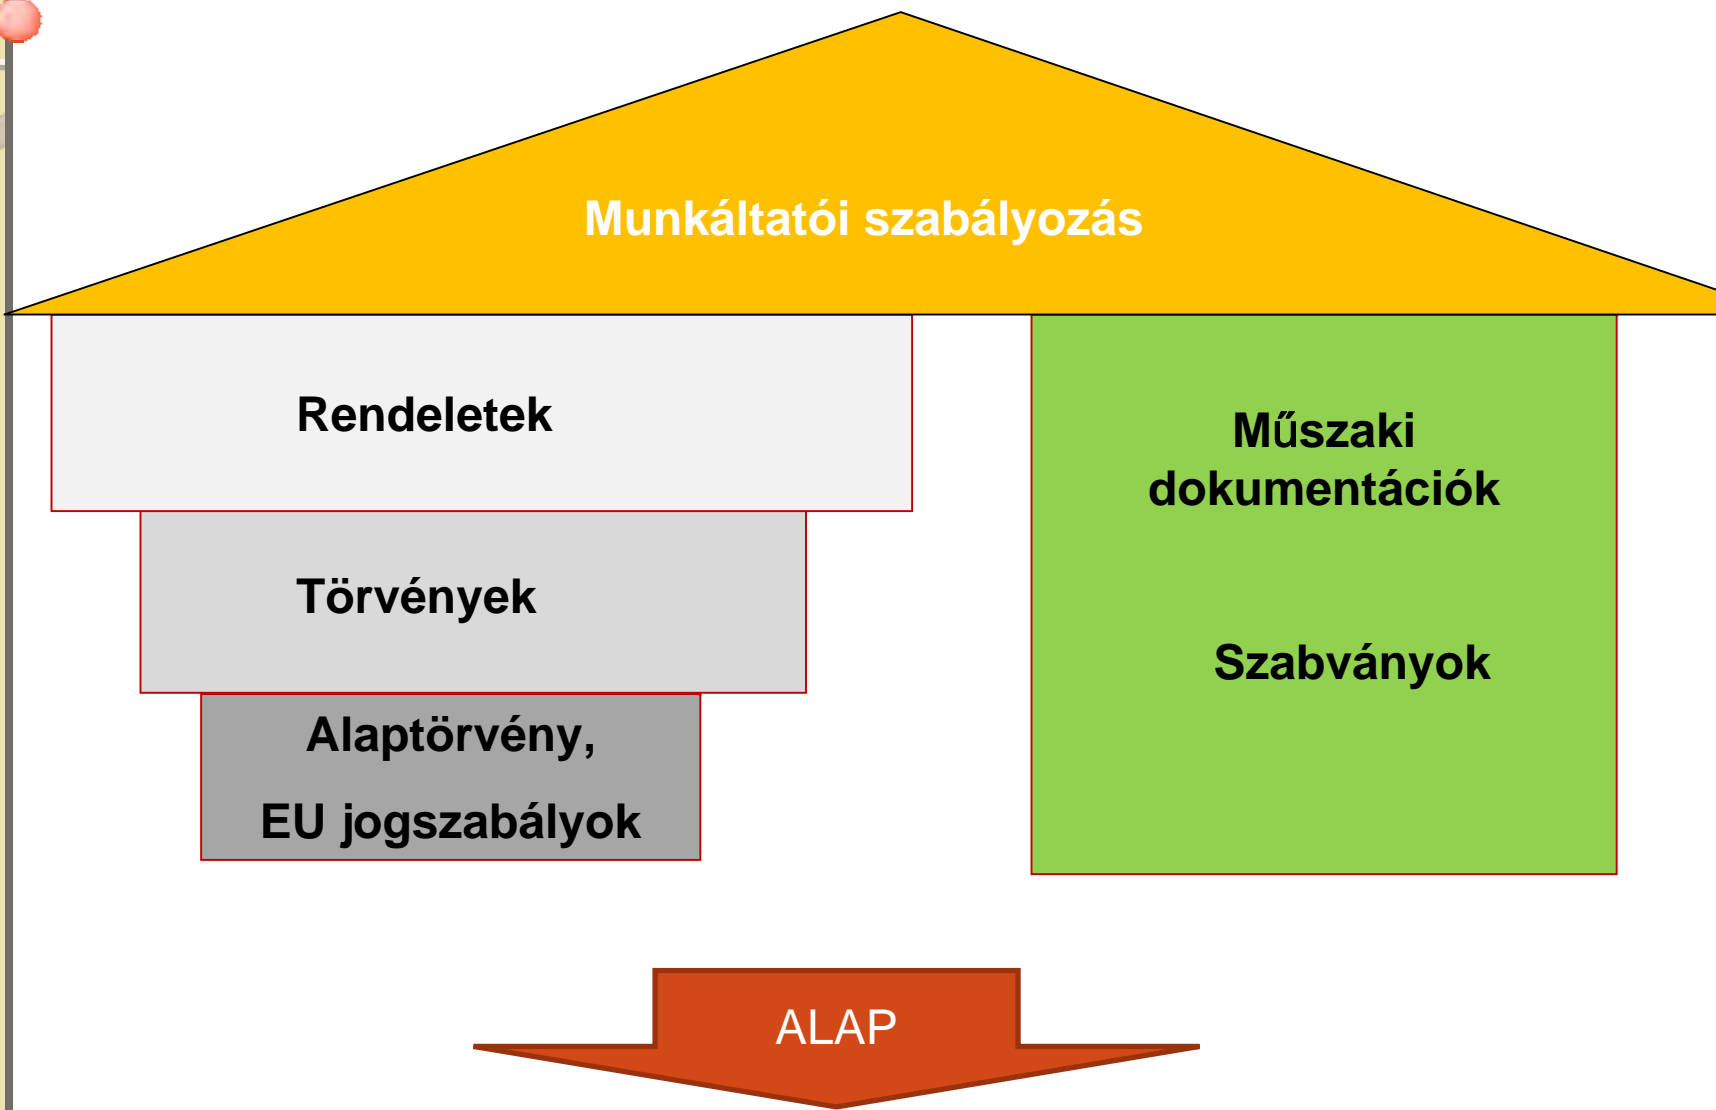 Munkáltatói szabályozás
Rendeletek
Törvények
Alaptörvény,
EU jogszabályok
Műszaki
dokumentációk
Szabványok
ALAP